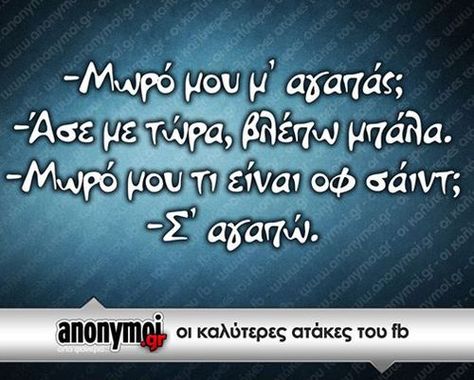 -Μωρό μου μ' αγαπάς;
-Άσε με τώρα, βλέπω μπάλα.
-Μωρό μου τι είναι οφ σάιντ;
-Σ' αγαπώ.
anonymoi.gr οι καλύτερες ατάκες του fb